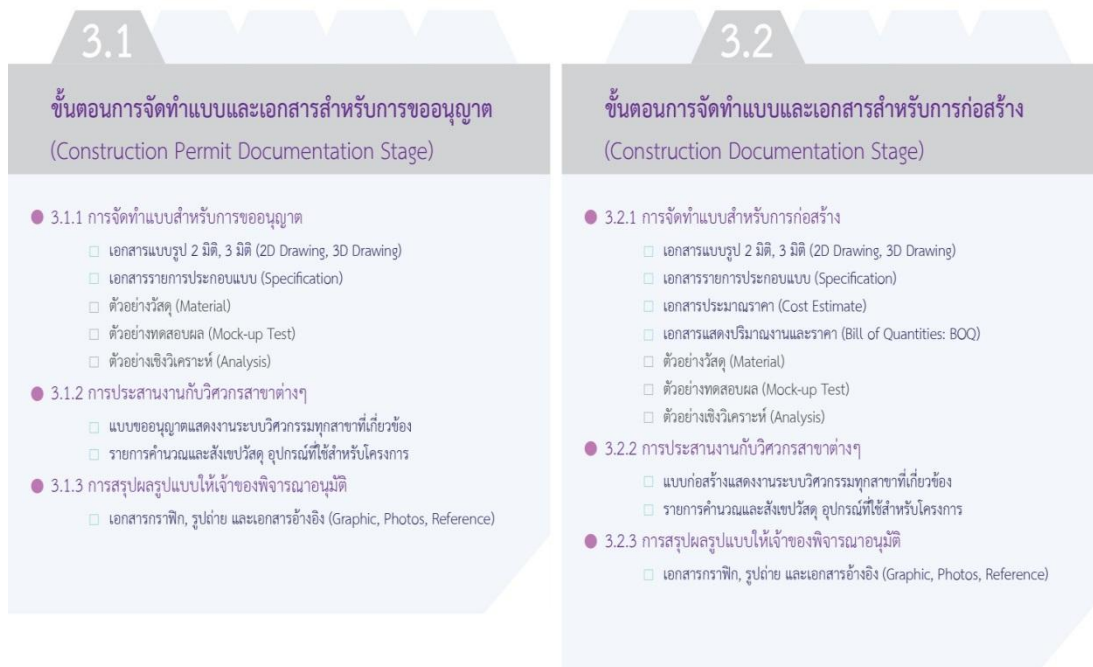 3.1
ขั้นตอนการจัดทำแบบและเอกสารสำหรับการขออนุญาต
(Construction Permit Documentation Stage)
3.1.1 การจัดทำแบบสำหรับการขออนุญาต
เอกสารแบบรูป 2 มิติ, 3 มิติ (2D Drawing, 3D Drawing)
เอกสารรายการประกอบแบบ (Specification)
ตัวอย่างวัสดุ (Material)
ตัวอย่างทดสอบผล (Mock-up Test)
ตัวอย่างเชิงวิเคราะห์ (Analysis)
3.1.2 การประสานงานกับวิศวกรสาขาต่างๆ
แบบขออนุญาตแสดงงานระบบวิศวกรรมทุกสาขาที่เกี่ยวข้อง
รายการคำนวณและสังเขปวัสดุ อุปกรณ์ที่ใช้สำหรับโครงการ
3.1.3 การสรุปผลรูปแบบให้เจ้าของพิจารณาอนุมัติ
เอกสารกราฟิก, รูปถ่าย และเอกสารอ้างอิง (Graphic, Photos, Reference)
3.2
ขั้นตอนการจัดทำแบบและเอกสารสำหรับการก่อสร้าง
(Construction Documentation Stage)
3.2.1 การจัดทำแบบสำหรับการก่อสร้าง
เอกสารแบบรูป 2 มิติ, 3 มิติ (2D Drawing, 3D Drawing)
เอกสารรายการประกอบแบบ (Specification)
เอกสารประมาณราคา (Cost Estimate)
เอกสารแสดงปริมาณงานและราคา (Bill of Quantities: BOQ)
ตัวอย่างวัสดุ (Material)
ตัวอย่างทดสอบผล (Mock-up Test)
ตัวอย่างเชิงวิเคราะห์ (Analysis)
3.2.2 การประสานงานกับวิศวกรสาขาต่างๆ
แบบก่อสร้างแสดงงานระบบวิศวกรรมทุกสาขาที่เกี่ยวข้อง
รายการคำนวณและสังเขปวัสดุ อุปกรณ์ที่ใช้สำหรับโครงการ
3.2.3 การสรุปผลรูปแบบให้เจ้าของพิจารณาอนุมัติ
เอกสารกราฟิก, รูปถ่าย และเอกสารอ้างอิง (Graphic, Photos, Reference)